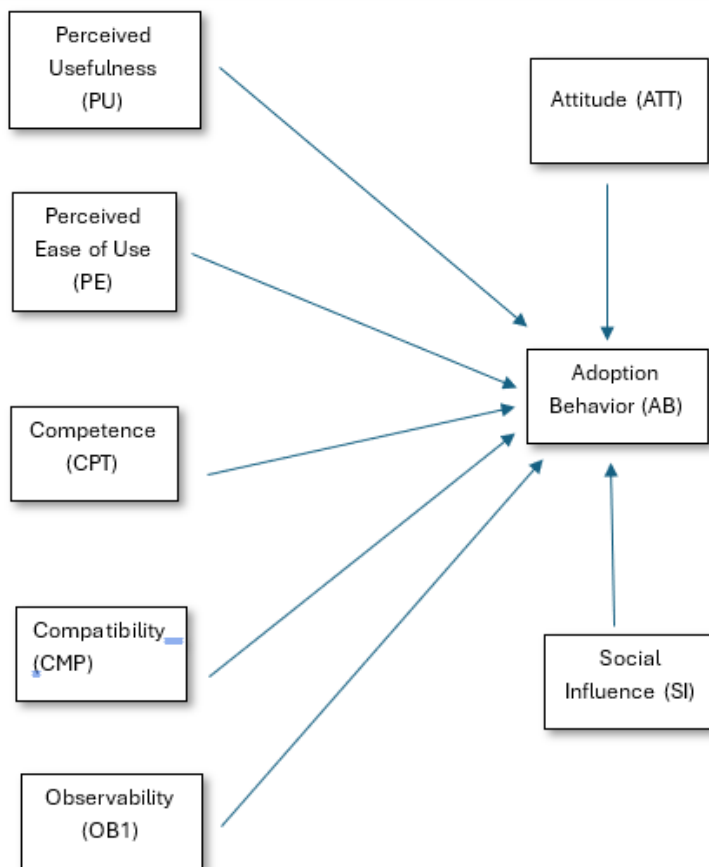 Perceived
Usefulness
(PU)
Attitude (ATT)
Perceived
Ease of Use
(PE)
Adoption
Behavior (AB)
Competence
(CPT)
Compatibility
(CMP)
Social
Influence (SI)
Observability
(OB1)